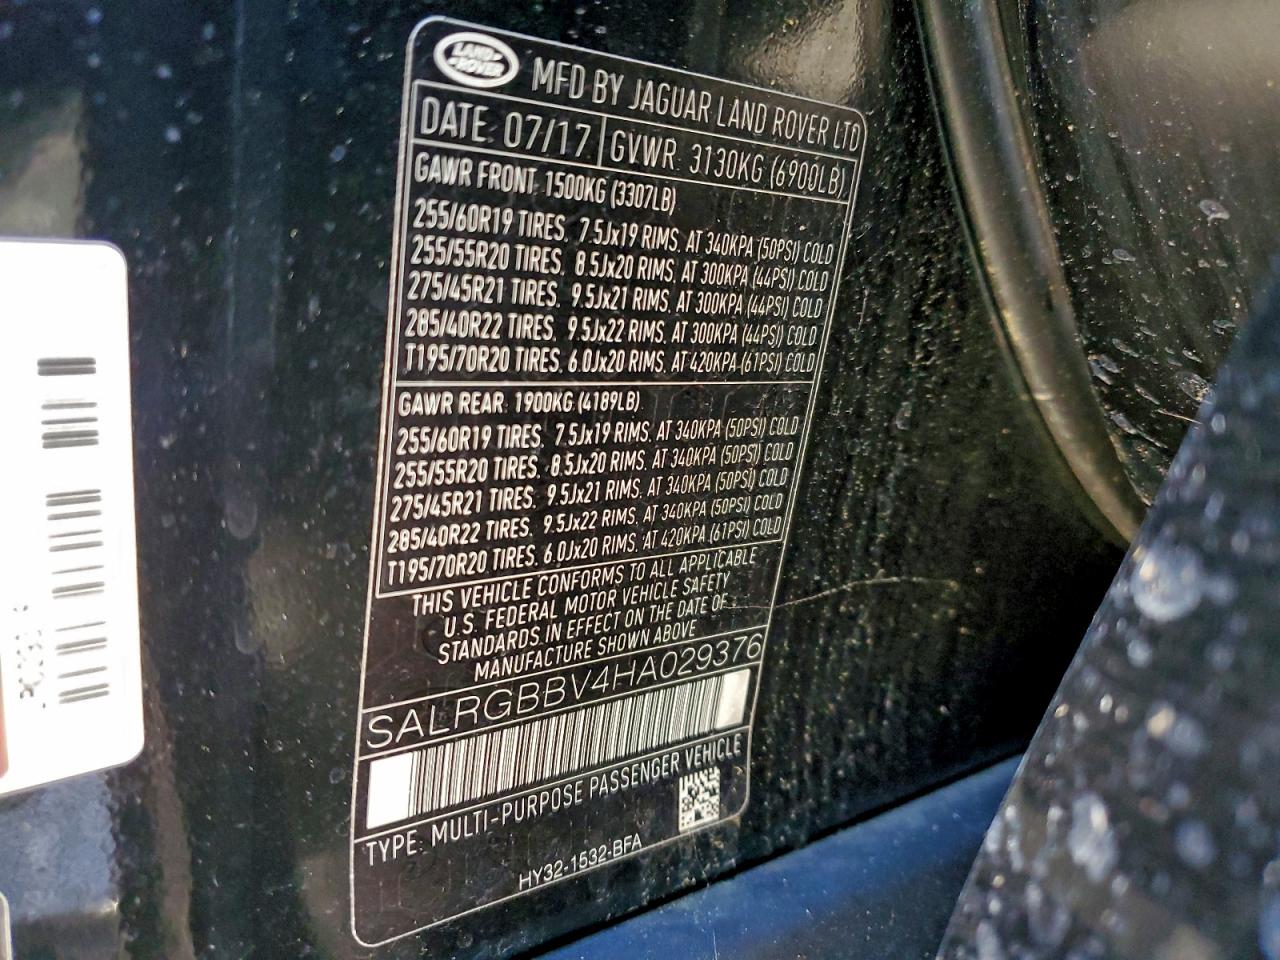 LAND ROVER
MFD BY JAGUAR LAND ROVER LTD
DATE: 07/17 GVWR: 3130KG (6900LB)
GAWR FRONT: 1500KG (3307LB)
255/60R19 TIRES, 7.5Jx19 RIMS, AT 340KPA (50PSI) COLD
255/55R20 TIRES, 8.5Jx20 RIMS, AT 300KPA (44PSI) COLD
275/45R21 TIRES, 9.5Jx21 RIMS, AT 300KPA (44PSI) COLD
285/40R22 TIRES, 9.5Jx22 RIMS, AT 300KPA (44PSI) COLD
T195/70R20 TIRES, 6.0Jx20 RIMS, AT 420KPA (61PSI) COLD
GAWR REAR: 1900KG (4189LB)
255/60R19 TIRES, 7.5Jx19 RIMS, AT 340KPA (50PSI) COLD
255/55R20 TIRES, 8.5Jx20 RIMS, AT 340KPA (50PSI) COLD
275/45R21 TIRES, 9.5Jx21 RIMS, AT 340KPA (50PSI) COLD
285/40R22 TIRES, 9.5Jx22 RIMS, AT 340KPA (50PSI) COLD
T195/70R20 TIRES, 6.0Jx20 RIMS, AT 420KPA (61PSI) COLD
THIS VEHICLE CONFORMS TO ALL APPLICABLE
U.S. FEDERAL MOTOR VEHICLE SAFETY
STANDARDS IN EFFECT ON THE DATE OF
MANUFACTURE SHOWN ABOVE
SALRGBBV4HA029376
TYPE: MULTI-PURPOSE PASSENGER VEHICLE
HY32-1532-BFA